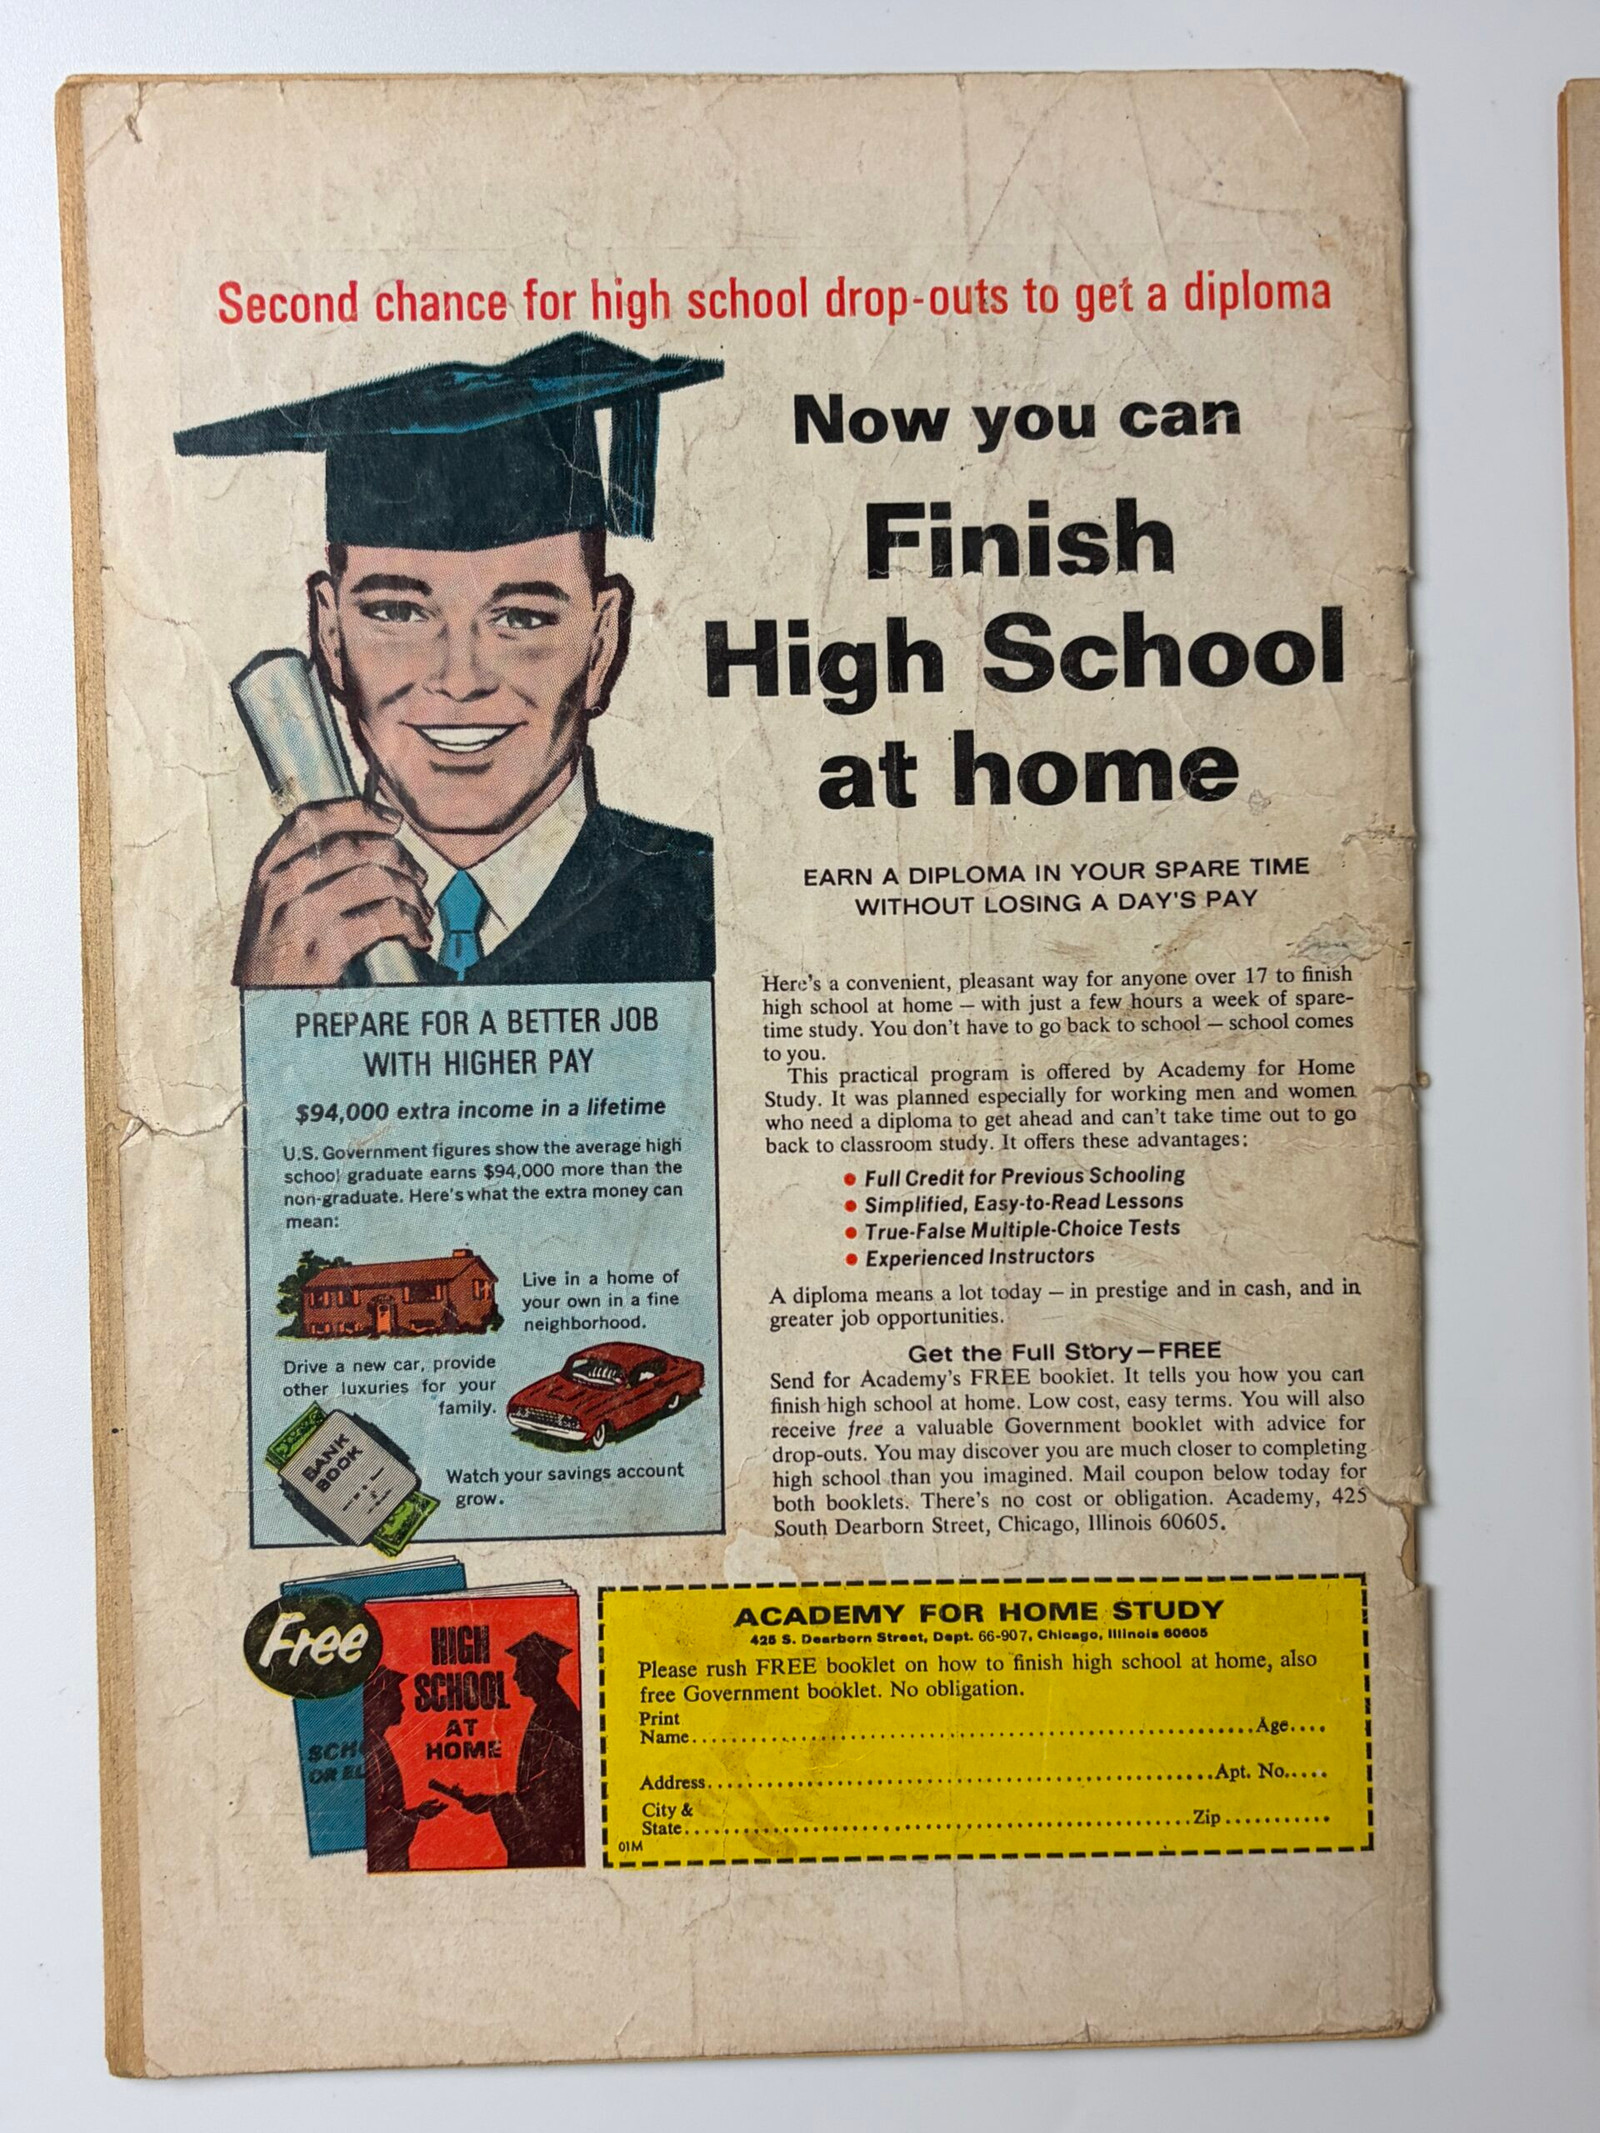 Second chance for high school drop-outs to get a diploma
Now you can
Finish
High School
at home
EARN A DIPLOMA IN YOUR SPARE TIME
WITHOUT LOSING A DAY'S PAY
Here's a convenient, pleasant way for anyone over 17 to finish
high school at home — with just a few hours a week of spare-
time study. You don't have to go back to school — school comes
to you.
This practical program is offered by Academy for Home
Study. It was planned especially for working men and women
who need a diploma to get ahead and can't take time out to go
back to classroom study. It offers these advantages:
• Full Credit for Previous Schooling
• Simplified, Easy-to-Read Lessons
• True-False Multiple-Choice Tests
• Experienced Instructors
A diploma means a lot today — in prestige and in cash, and in
greater job opportunities.
Get the Full Story—FREE
Send for Academy's FREE booklet. It tells you how you can
finish high school at home. Low cost, easy terms. You will also
receive free a valuable Government booklet with advice for
drop-outs. You may discover you are much closer to completing
high school than you imagined. Mail coupon below today for
both booklets. There's no cost or obligation. Academy, 425
South Dearborn Street, Chicago, Illinois 60605.
PREPARE FOR A BETTER JOB
WITH HIGHER PAY
$94,000 extra income in a lifetime
U.S. Government figures show the average high
school graduate earns $94,000 more than the
non-graduate. Here's what the extra money can
mean:
Live in a home of
your own in a fine
neighborhood.
Drive a new car, provide
other luxuries for your
family.
BANK
BOOK
Watch your savings account
grow.
Free
HIGH
SCHOOL
AT
HOME
SCH
OR EL
ACADEMY FOR HOME STUDY
425 S. Dearborn Street, Dept. 66-907, Chicago, Illinois 60605
Please rush FREE booklet on how to finish high school at home, also
free Government booklet. No obligation.
Print
Name..........Age....
Address..........Apt. No.....
City &
State..........Zip...........
01M